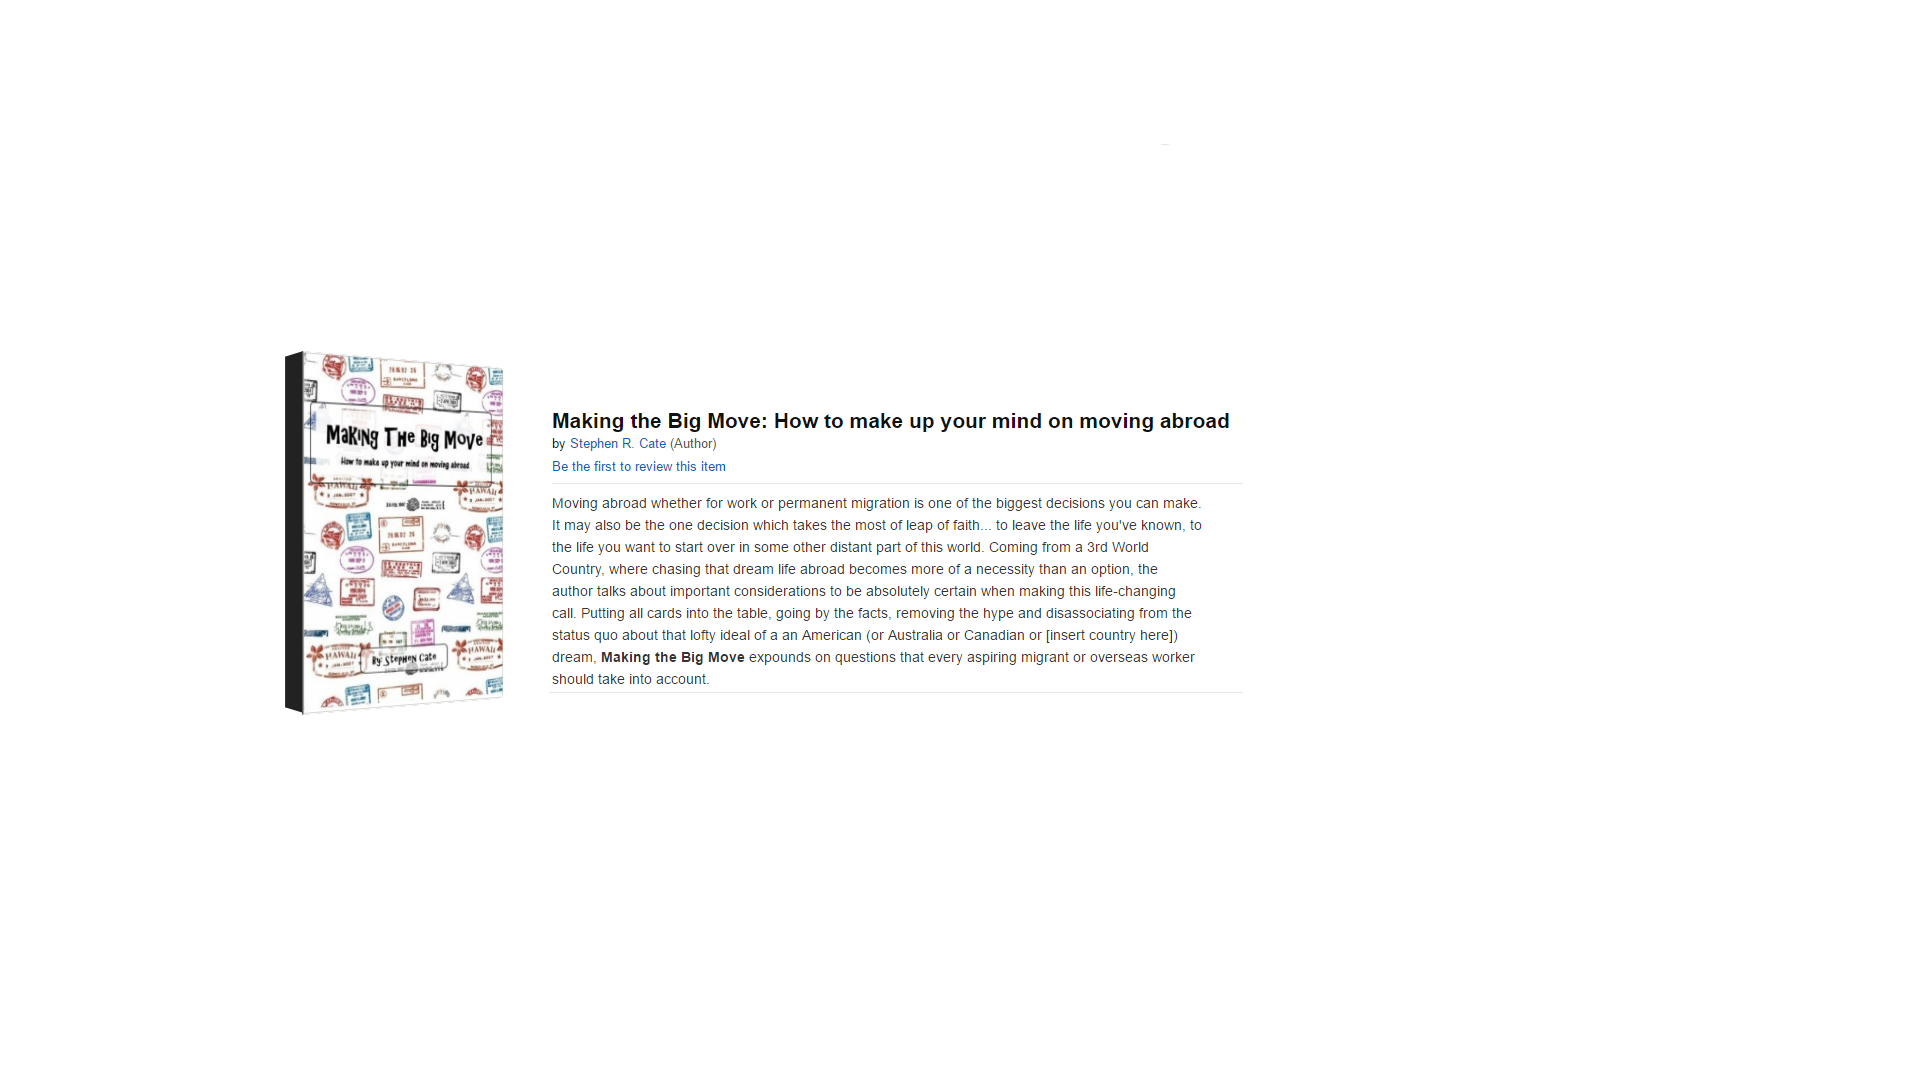 Making The Big Move
How to make up your mind on moving abroad
HAWAII
HAWAII
BARCELONA
HAWAII
HAWAII
By Stephen Cate
Making the Big Move: How to make up your mind on moving abroad
by Stephen R. Cate (Author)
Be the first to review this item
Moving abroad whether for work or permanent migration is one of the biggest decisions you can make.
It may also be the one decision which takes the most of leap of faith... to leave the life you've known, to
the life you want to start over in some other distant part of this world. Coming from a 3rd World
Country, where chasing that dream life abroad becomes more of a necessity than an option, the
author talks about important considerations to be absolutely certain when making this life-changing
call. Putting all cards into the table, going by the facts, removing the hype and disassociating from the
status quo about that lofty ideal of a an American (or Australia or Canadian or [insert country here])
dream, Making the Big Move expounds on questions that every aspiring migrant or overseas worker
should take into account.